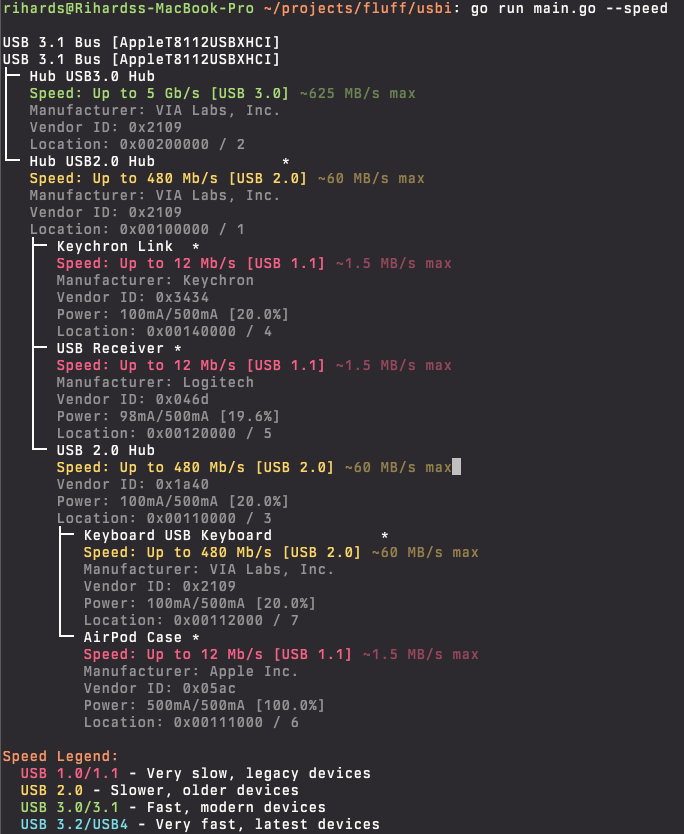 rihards@Rihardss-MacBook-Pro ~/projects/fluff/usbi: go run main.go --speed
USB 3.1 Bus [AppleT8112USBXHCI]
USB 3.1 Bus [AppleT8112USBXHCI]
Hub USB3.0 Hub
Speed: Up to 5 Gb/s [USB 3.0] ~625 MB/s max
Manufacturer: VIA Labs, Inc.
Vendor ID: 0x2109
Location: 0x00200000 / 2
Hub USB2.0 Hub *
Speed: Up to 480 Mb/s [USB 2.0] ~60 MB/s max
Manufacturer: VIA Labs, Inc.
Vendor ID: 0x2109
Location: 0x00100000 / 1
Keychron Link *
Speed: Up to 12 Mb/s [USB 1.1] ~1.5 MB/s max
Manufacturer: Keychron
Vendor ID: 0x3434
Power: 100mA/500mA [20.0%]
Location: 0x00140000 / 4
USB Receiver *
Speed: Up to 12 Mb/s [USB 1.1] ~1.5 MB/s max
Manufacturer: Logitech
Vendor ID: 0x046d
Power: 98mA/500mA [19.6%]
Location: 0x00120000 / 5
USB 2.0 Hub
Speed: Up to 480 Mb/s [USB 2.0] ~60 MB/s max
Vendor ID: 0x1a40
Power: 100mA/500mA [20.0%]
Location: 0x00110000 / 3
Keyboard USB Keyboard *
Speed: Up to 480 Mb/s [USB 2.0] ~60 MB/s max
Manufacturer: VIA Labs, Inc.
Vendor ID: 0x2109
Power: 100mA/500mA [20.0%]
Location: 0x00112000 / 7
AirPod Case *
Speed: Up to 12 Mb/s [USB 1.1] ~1.5 MB/s max
Manufacturer: Apple Inc.
Vendor ID: 0x05ac
Power: 500mA/500mA [100.0%]
Location: 0x00111000 / 6
Speed Legend:
USB 1.0/1.1 - Very slow, legacy devices
USB 2.0 - Slower, older devices
USB 3.0/3.1 - Fast, modern devices
USB 3.2/USB4 - Very fast, latest devices